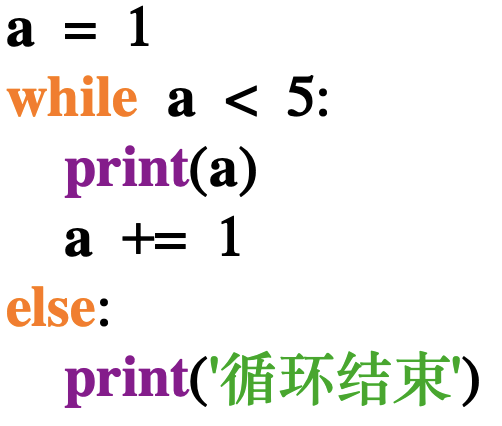 a = 1
while a < 5:
    print(a)
    a += 1
else:
    print('循环结束')